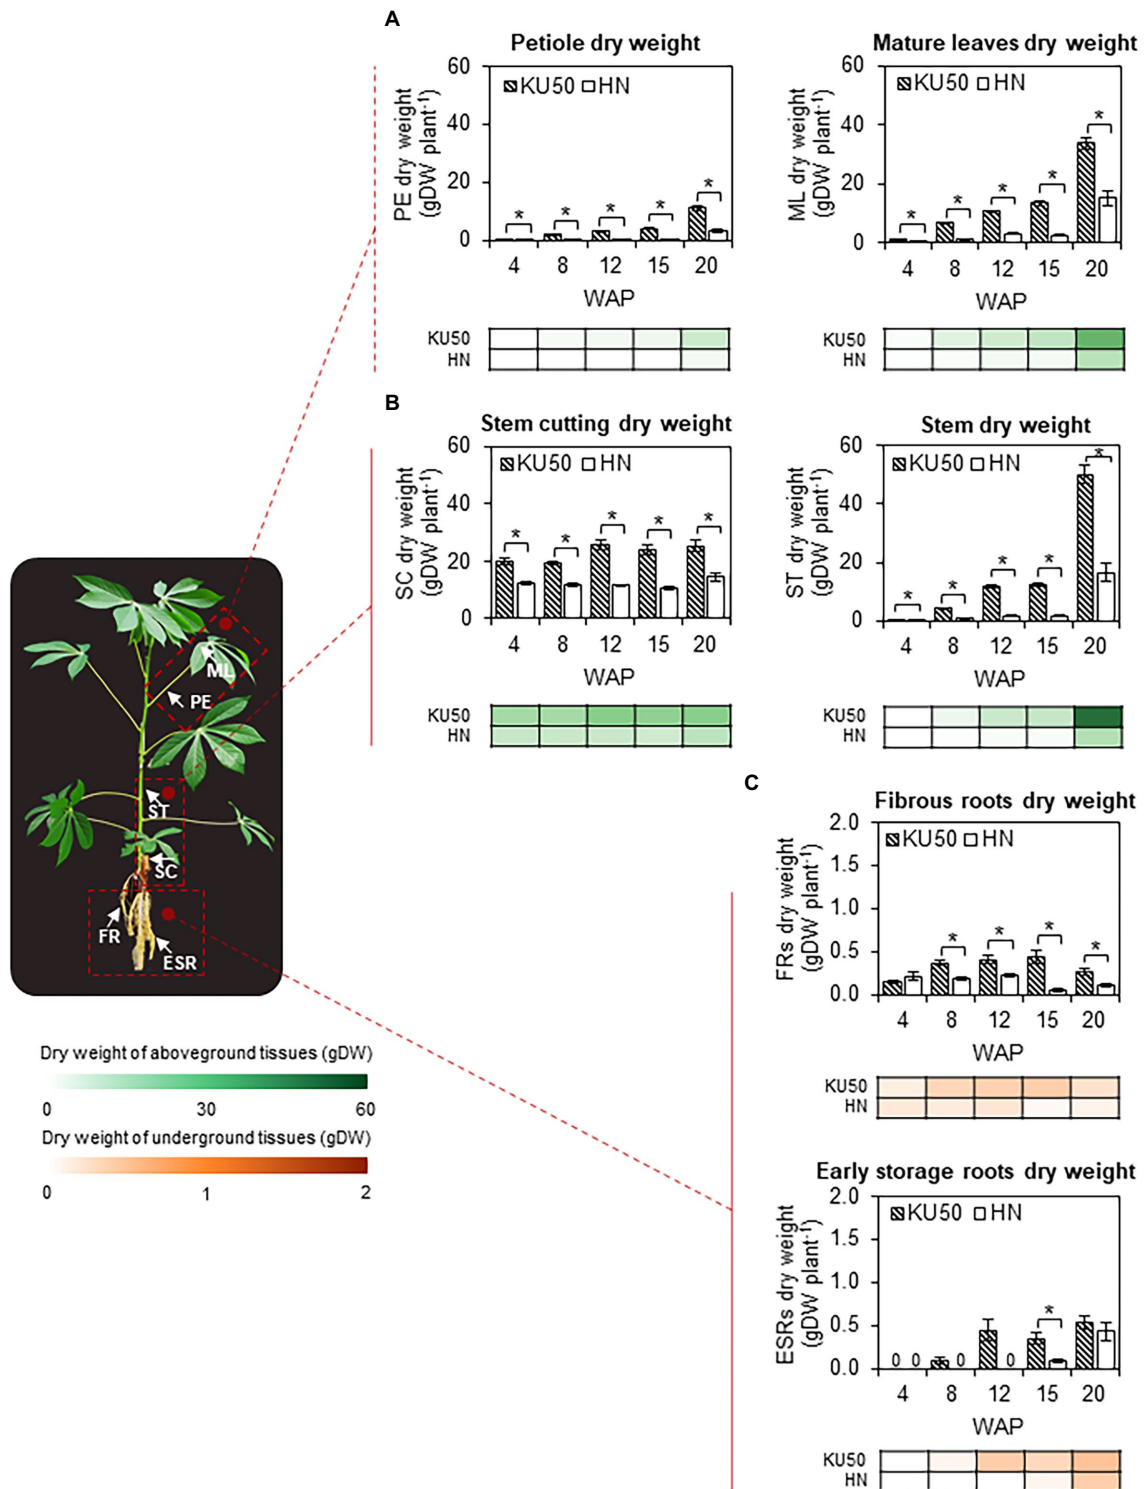 A
Petiole dry weight
PE dry weight
(gDW plant-1)
60
40
20
0
KU50 HN
* * * * *
4 8 12 15 20
WAP
KU50
HN
Mature leaves dry weight
ML dry weight
(gDW plant-1)
60
40
20
0
KU50 HN
* * * * *
4 8 12 15 20
WAP
KU50
HN
B
Stem cutting dry weight
SC dry weight
(gDW plant-1)
60
40
20
0
KU50 HN
* * * * *
4 8 12 15 20
WAP
KU50
HN
Stem dry weight
ST dry weight
(gDW plant-1)
60
40
20
0
KU50 HN
* * * * *
4 8 12 15 20
WAP
KU50
HN
ML
PE
ST
SC
FR
ESR
Dry weight of aboveground tissues (gDW)
0 30 60
Dry weight of underground tissues (gDW)
0 1 2
C
Fibrous roots dry weight
FRs dry weight
(gDW plant-1)
2.0
1.5
1.0
0.5
0.0
KU50 HN
* * * *
4 8 12 15 20
WAP
KU50
HN
Early storage roots dry weight
ESRs dry weight
(gDW plant-1)
2.0
1.5
1.0
0.5
0.0
KU50 HN
*
0 0 0 0
4 8 12 15 20
WAP
KU50
HN